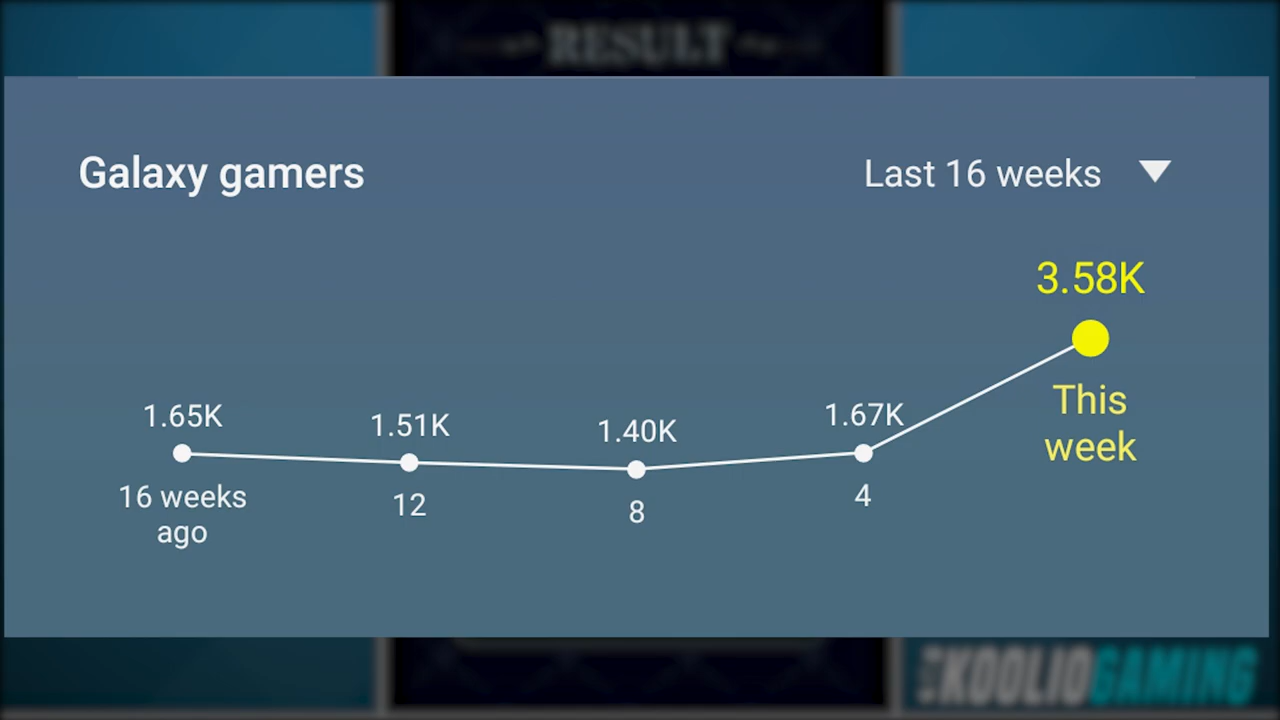 RESULT
Galaxy gamers
Last 16 weeks
3.58K
1.65K
1.51K
1.40K
1.67K
This
week
16 weeks
ago
12
8
4
KOOLIOGAMING